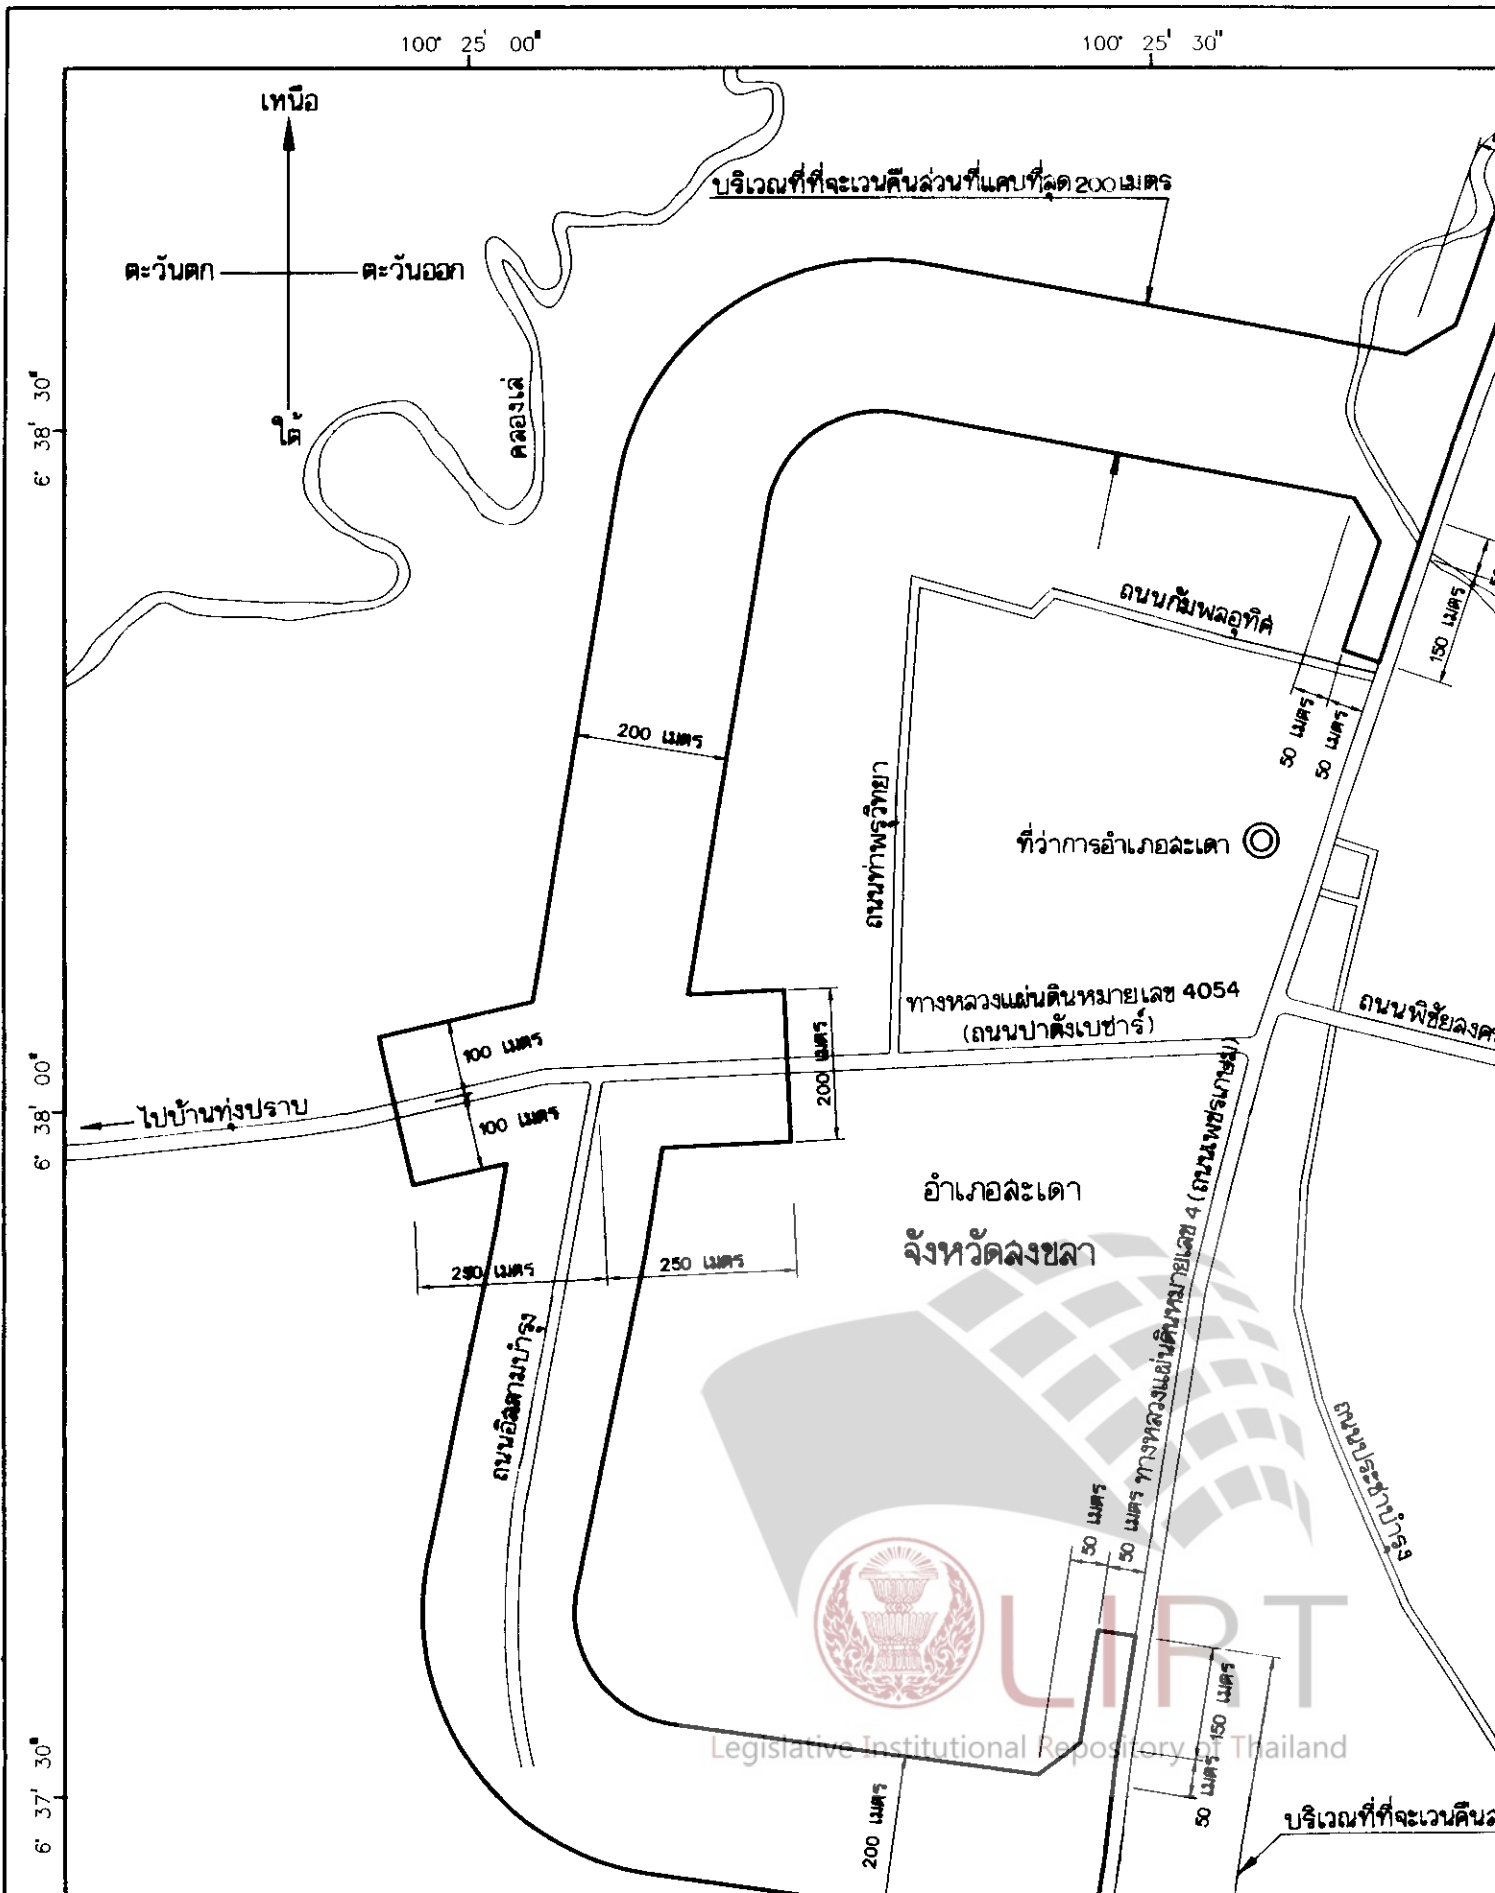 100° 25' 00"
100° 25' 30"
เหนือ
บริเวณที่ที่จะเวนคืนส่วนที่แคบที่สุด 200 เมตร
ตะวันตก
ตะวันออก
ใต้
6° 38' 30"
คลองเล่
ถนนกัมพลอุทิศ
150 เมตร
50 เมตร
50 เมตร
200 เมตร
ถนนท่าพรุวิทยา
ที่ว่าการอำเภอสะเดา
ทางหลวงแผ่นดินหมายเลข 4054
(ถนนปาดังเบซาร์)
ถนนพิชัยสงค
100 เมตร
200 เมตร
6° 38' 00"
ไปบ้านทุ่งปราบ
100 เมตร
อำเภอสะเดา
จังหวัดสงขลา
250 เมตร
250 เมตร
ทางหลวงแผ่นดินหมายเลข 4 (ถนนเพชรเกษม)
ถนนอิสลามบำรุง
ถนนประชาบำรุง
50 เมตร
50 เมตร
LIRT
Legislative Institutional Repository of Thailand
150 เมตร
50 เมตร
6° 37' 30"
200 เมตร
บริเวณที่ที่จะเวนคืนส